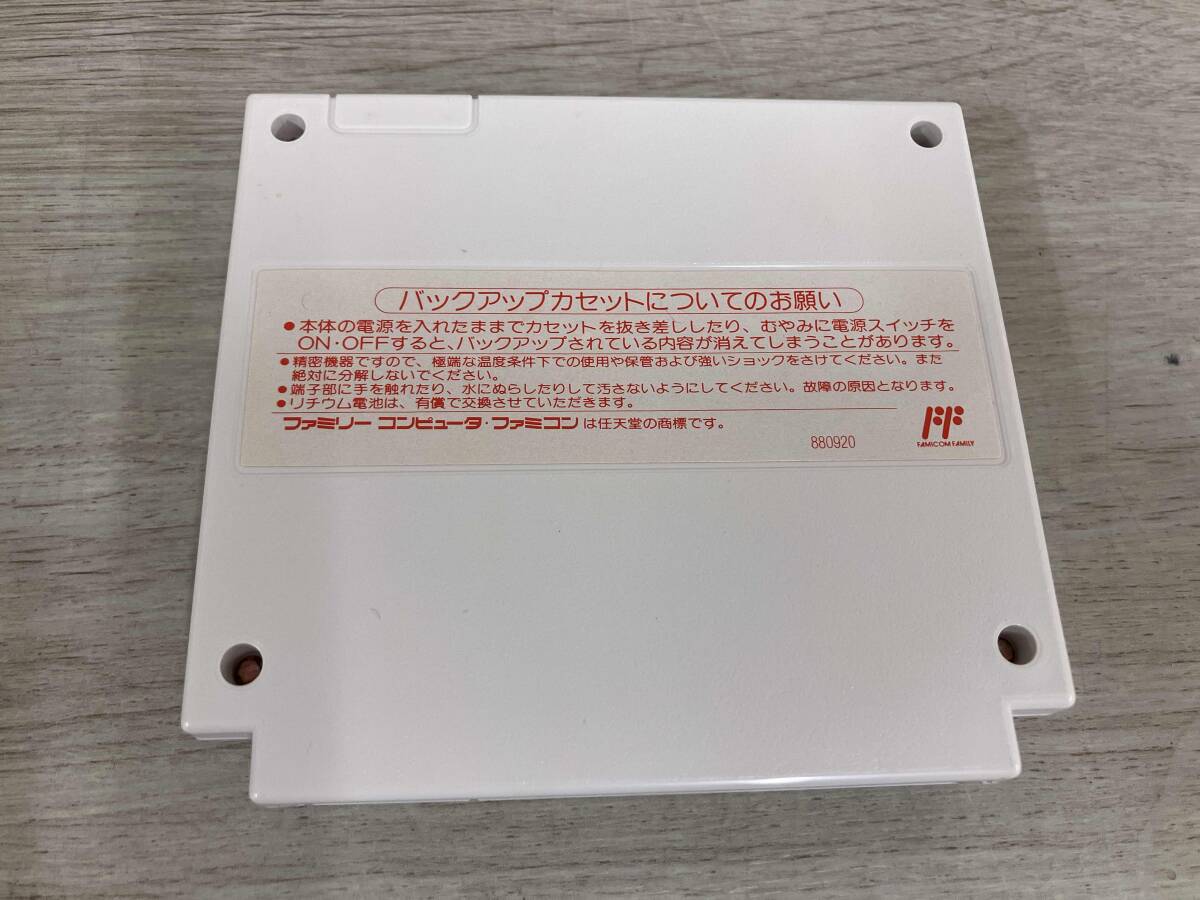 バックアップカセットについてのお願い
●本体の電源を入れたままでカセットを抜き差ししたり、むやみに電源スイッチを
ON・OFFすると、バックアップされている内容が消えてしまうことがあります。
●精密機器ですので、極端な温度条件下での使用や保管および強いショックをさけてください。また
絶対に分解しないでください。
●端子部に手を触れたり、水にぬらしたりして汚さないようにしてください。故障の原因となります。
●リチウム電池は、有償で交換させていただきます。
ファミリー コンピュータ・ファミコンは任天堂の商標です。
880920
FAMICOM FAMILY